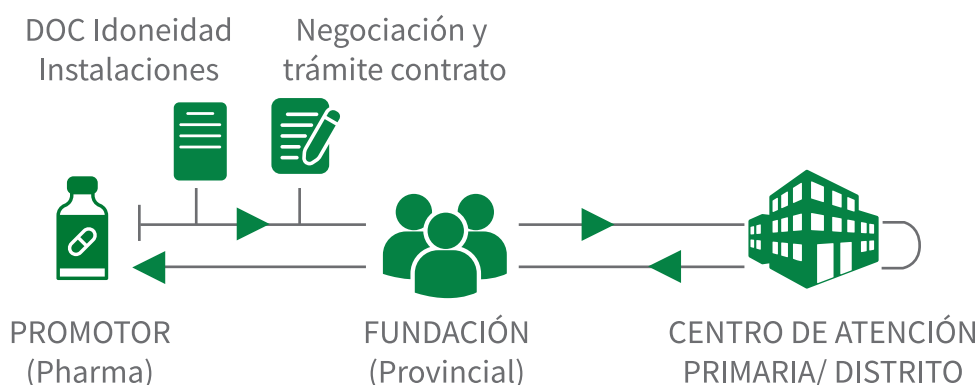 DOC Idoneidad
Instalaciones
Negociación y
trámite contrato
PROMOTOR
(Pharma)
FUNDACIÓN
(Provincial)
CENTRO DE ATENCIÓN
PRIMARIA/ DISTRITO